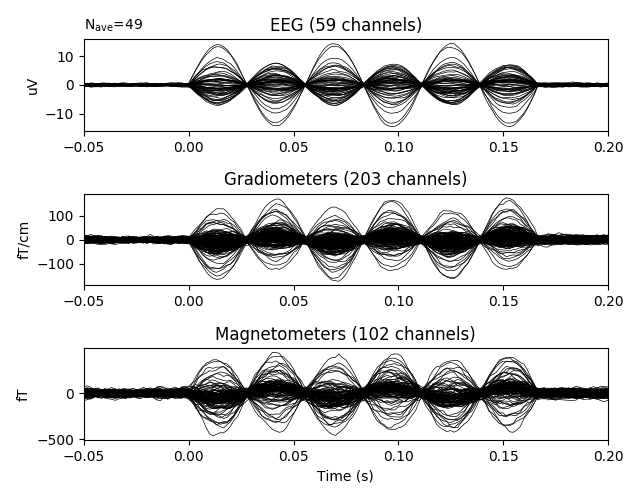 Nave=49
EEG (59 channels)
10
0
−10
uV
−0.05 0.00 0.05 0.10 0.15 0.20
Gradiometers (203 channels)
100
0
−100
fT/cm
−0.05 0.00 0.05 0.10 0.15 0.20
Magnetometers (102 channels)
0
−500
fT
−0.05 0.00 0.05 0.10 0.15 0.20
Time (s)